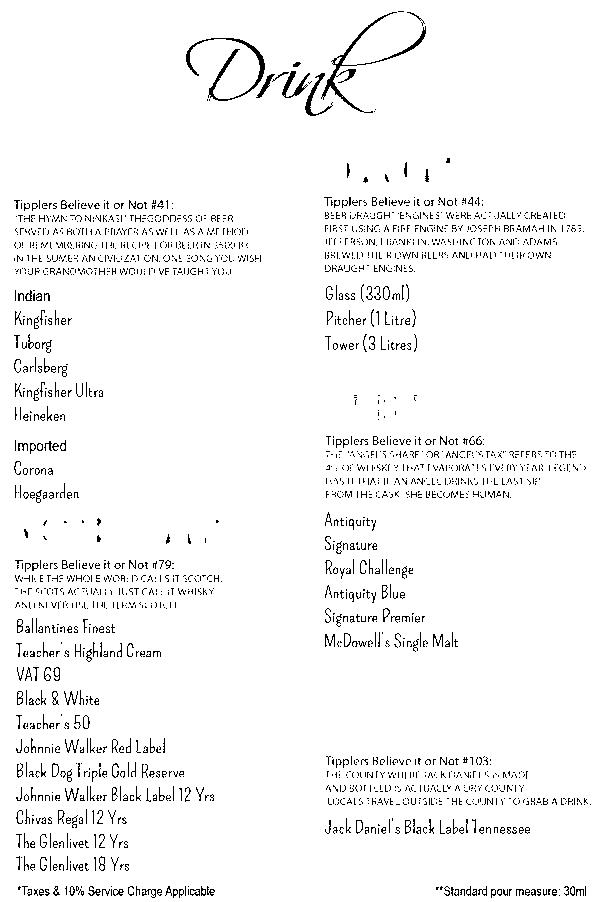 Drink
Tipplers Believe it or Not #41:
"THE HYMN TO NINKASI" THEGODDESS OF BEER
SERVED AS BOTH A PRAYER AS WELL AS A METHOD
OF REMEMBERING THE RECIPE FOR BEER IN
IN THE SUMERIAN CIVILIZATION. ONE SONG YOU WISH
YOUR GRANDMOTHER WOULD'VE TAUGHT YOU
Indian
Kingfisher
Tuborg
Carlsberg
Kingfisher Ultra
Heineken
Imported
Corona
Hoegaarden
Tipplers Believe it or Not #79:
WHILE THE WHOLE WORLD CALLS IT SCOTCH,
THE SCOTS ACTUALLY JUST CALL IT WHISKY
AND NEVER USE THE TERM SCOTCH
Ballantines Finest
Teacher's Highland Cream
VAT 69
Black & White
Teacher's 50
Johnnie Walker Red Label
Black Dog Triple Gold Reserve
Johnnie Walker Black Label 12 Yrs
Chivas Regal 12 Yrs
The Glenlivet 12 Yrs
The Glenlivet 18 Yrs
*Taxes & 10% Service Charge Applicable
Tipplers Believe it or Not #44:
BEER DRAUGHT "ENGINES" WERE ACTUALLY CREATED
FIRST USING A FIRE ENGINE BY JOSEPH BRAMAH IN 1785.
JEFFERSON, FRANKLIN, WASHINGTON AND ADAMS
BREWED THEIR OWN BEERS AND HAD THEIR OWN
DRAUGHT ENGINES.
Glass (330ml)
Pitcher (1 Litre)
Tower (3 Litres)
Tipplers Believe it or Not #66:
THE "ANGEL'S SHARE" OR "ANGEL'S TAX" REFERS TO THE
4% OF WHISKEY THAT EVAPORATES EVERY YEAR. LEGEND
HAS IT THAT IF AN ANGEL DRINKS THE LAST SIP
FROM THE CASK, SHE BECOMES HUMAN.
Antiquity
Signature
Royal Challenge
Antiquity Blue
Signature Premier
McDowell's Single Malt
Tipplers Believe it or Not #103:
THE COUNTY WHERE JACK DANIEL'S IS MADE
AND BOTTLED IS ACTUALLY A DRY COUNTY.
LOCALS TRAVEL OUTSIDE THE COUNTY TO GRAB A DRINK.
Jack Daniel's Black Label Tennessee
**Standard pour measure: 30ml